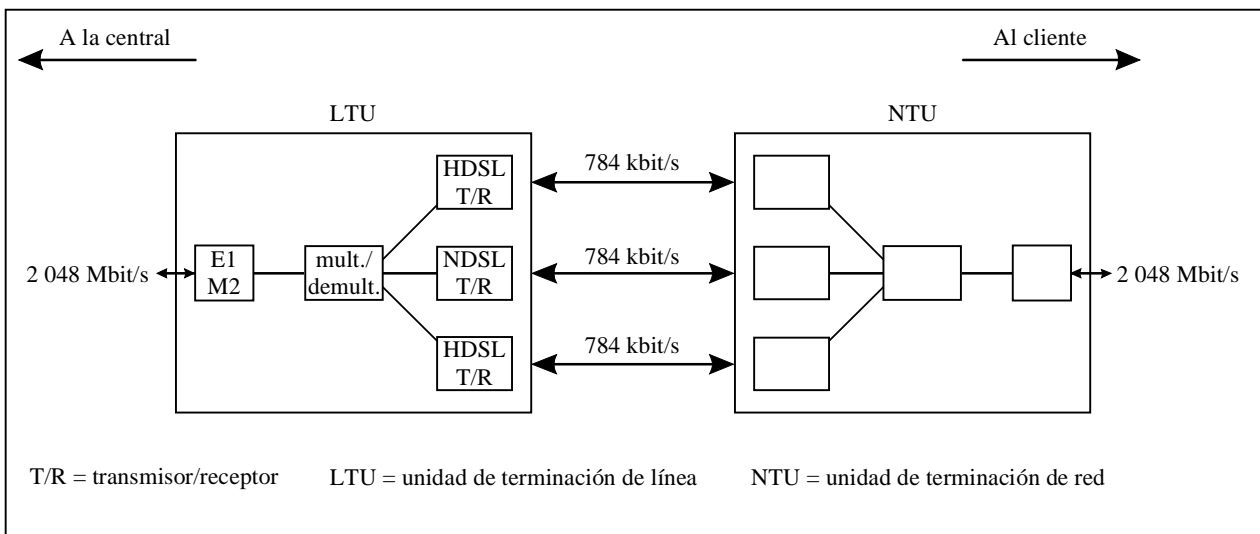 A la central
Al cliente
LTU
NTU
HDSL
T/R
784 kbit/s
2 048 Mbit/s
E1
M2
mult./
demult.
NDSL
T/R
784 kbit/s
2 048 Mbit/s
HDSL
T/R
784 kbit/s
T/R = transmisor/receptor
LTU = unidad de terminación de línea
NTU = unidad de terminación de red